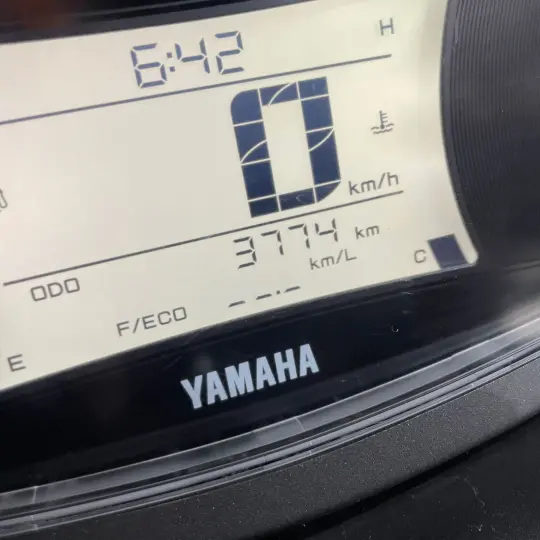 6:42
H
0 km/h
ODO 3774 km
km/L
C
F/ECO --.-
E
YAMAHA